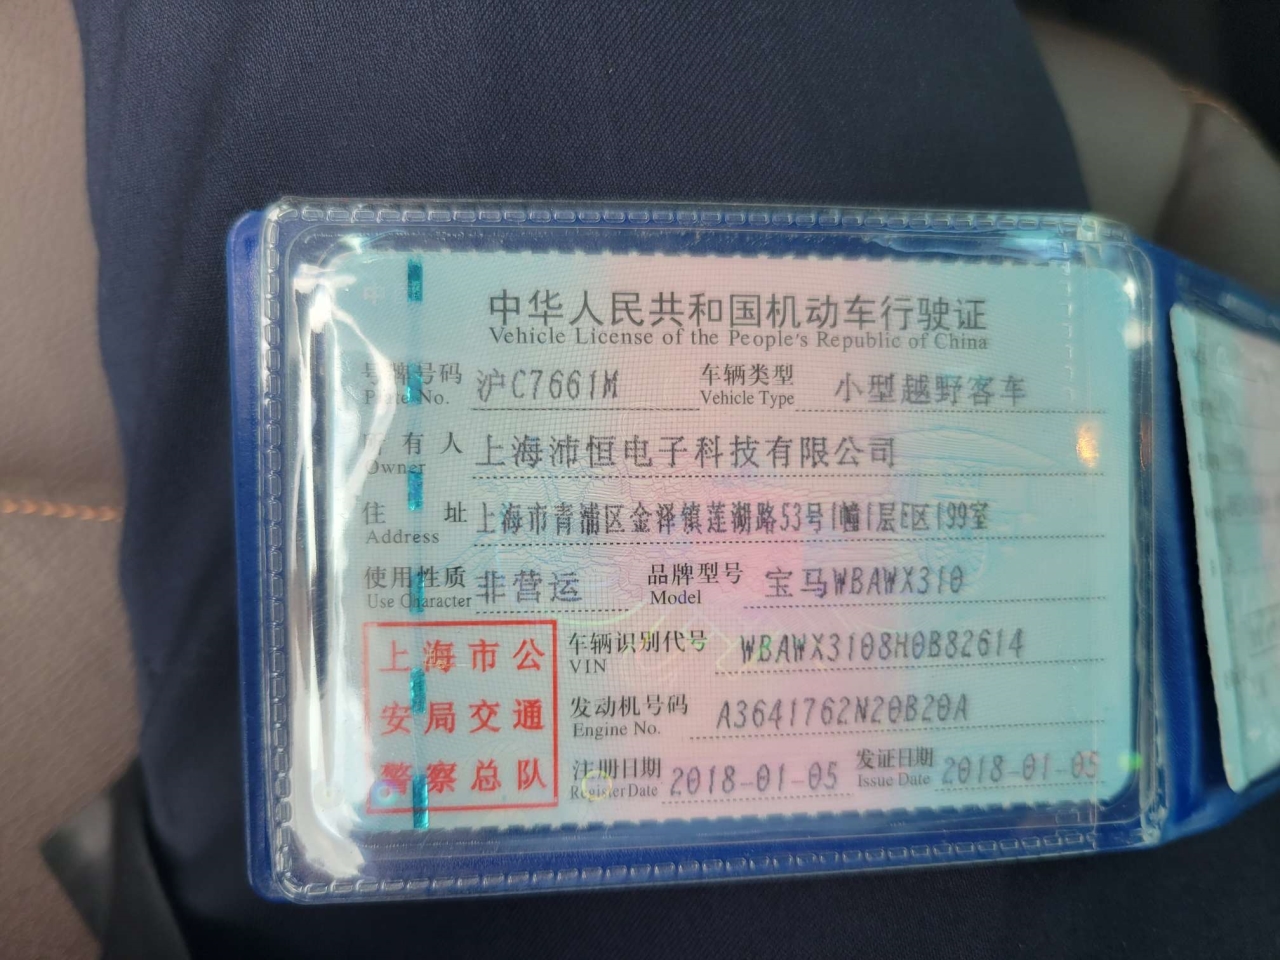 中华人民共和国机动车行驶证
Vehicle License of the People's Republic of China
号牌号码 沪C7661M 车辆类型 小型越野客车
Plate No. Vehicle Type
所有人 上海沛恒电子科技有限公司
Owner
住址 上海市青浦区金泽镇莲湖路53号1幢1层E区199室
Address
使用性质 非营运 品牌型号 宝马WBAWX310
Use Character Model
车辆识别代号 WBAWX3108H0B82614
VIN
发动机号码 A3641762N20B20A
Engine No.
注册日期 2018-01-05 发证日期 2018-01-05
Register Date Issue Date
上海市公
安局交通
警察总队